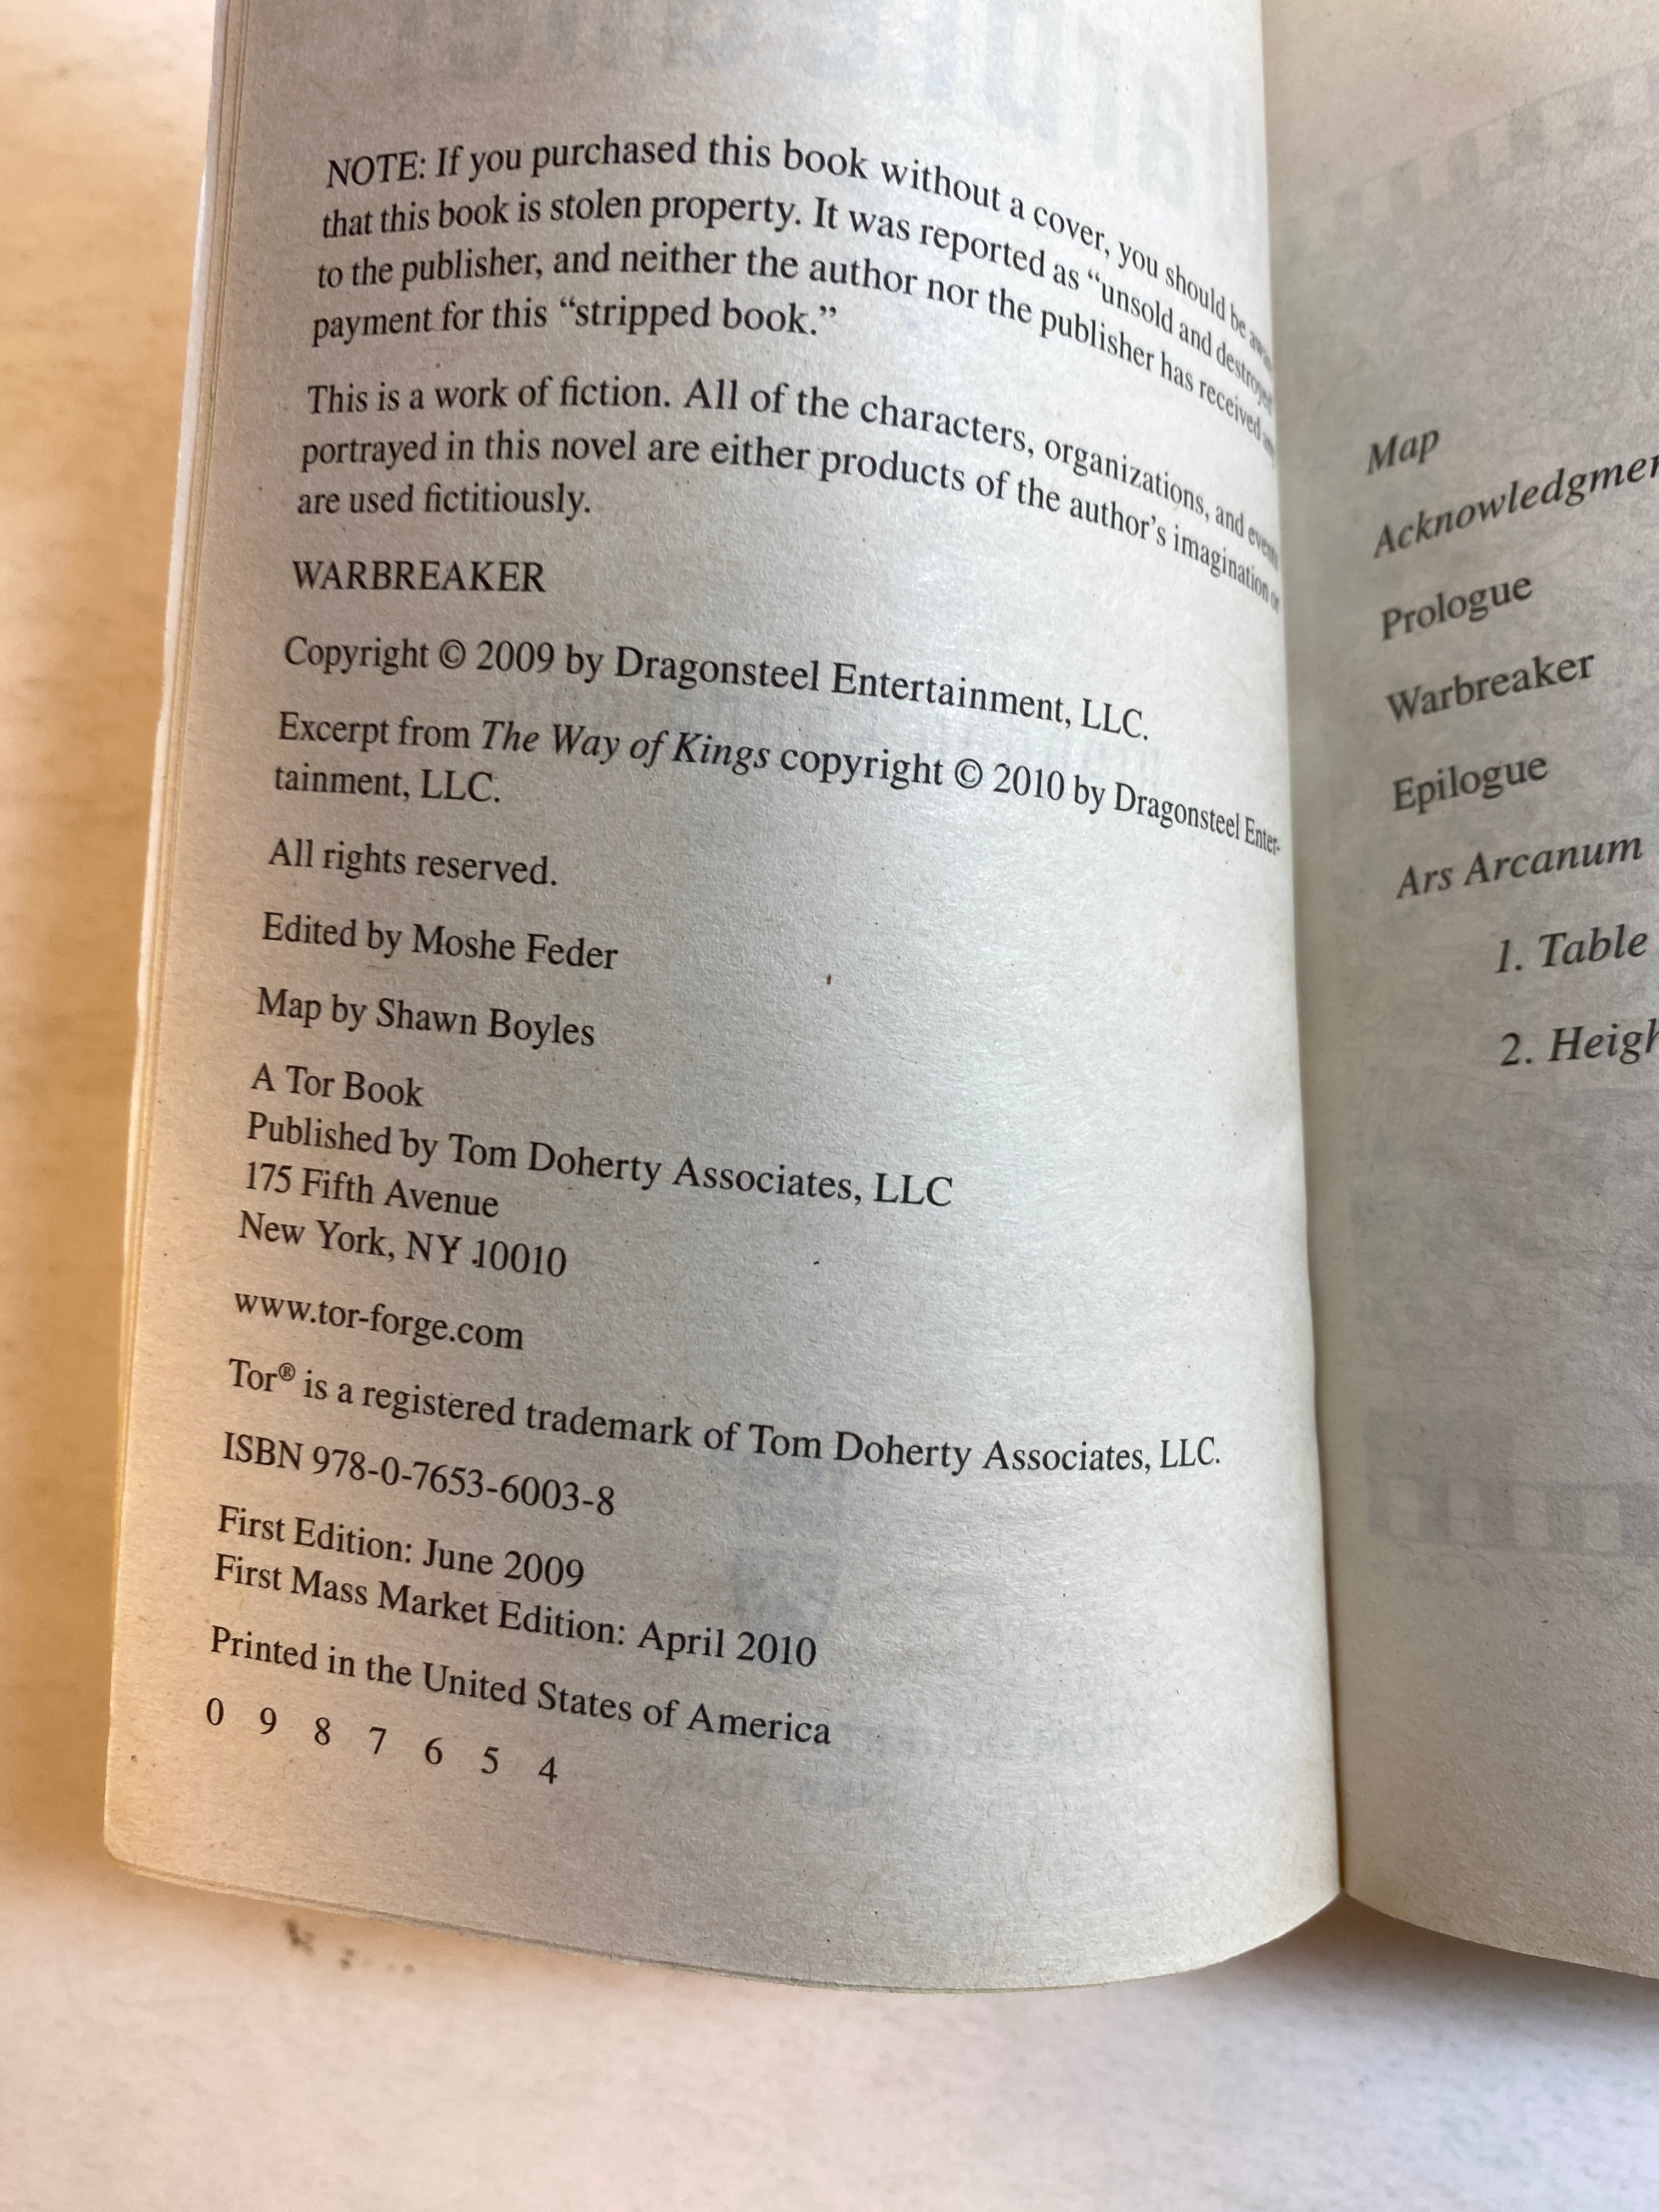 NOTE: If you purchased this book without a cover, you should be aware
that this book is stolen property. It was reported as “unsold and destroyed”
to the publisher, and neither the author nor the publisher has received any
payment for this “stripped book.”
This is a work of fiction. All of the characters, organizations, and events
portrayed in this novel are either products of the author’s imagination or
are used fictitiously.
WARBREAKER
Copyright © 2009 by Dragonsteel Entertainment, LLC.
Excerpt from The Way of Kings copyright © 2010 by Dragonsteel Enter-
tainment, LLC.
All rights reserved.
Edited by Moshe Feder
Map by Shawn Boyles
A Tor Book
Published by Tom Doherty Associates, LLC
175 Fifth Avenue
New York, NY 10010
www.tor-forge.com
Tor® is a registered trademark of Tom Doherty Associates, LLC.
ISBN 978-0-7653-6003-8
First Edition: June 2009
First Mass Market Edition: April 2010
Printed in the United States of America
0 9 8 7 6 5 4
Map
Acknowledgmen
Prologue
Warbreaker
Epilogue
Ars Arcanum
1. Table
2. Heigh